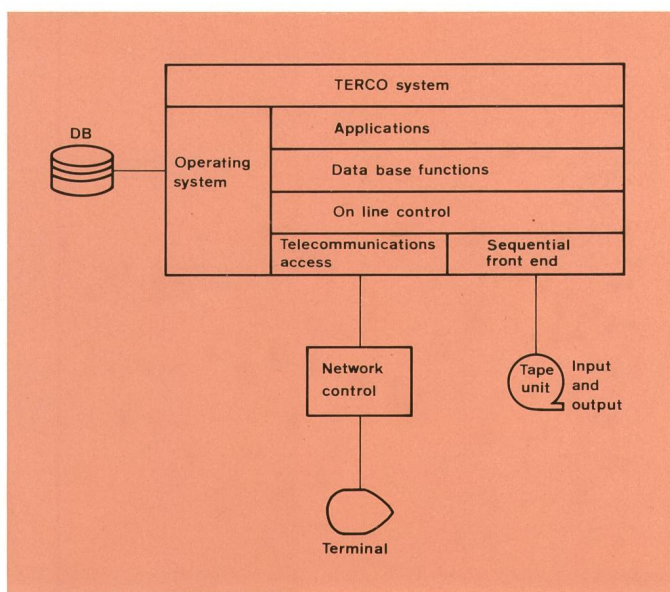 TERCO system
DB
Operating
system
Applications
Data base functions
On line control
Telecommunications
access
Sequential
front end
Network
control
Tape
unit
Input
and
output
Terminal